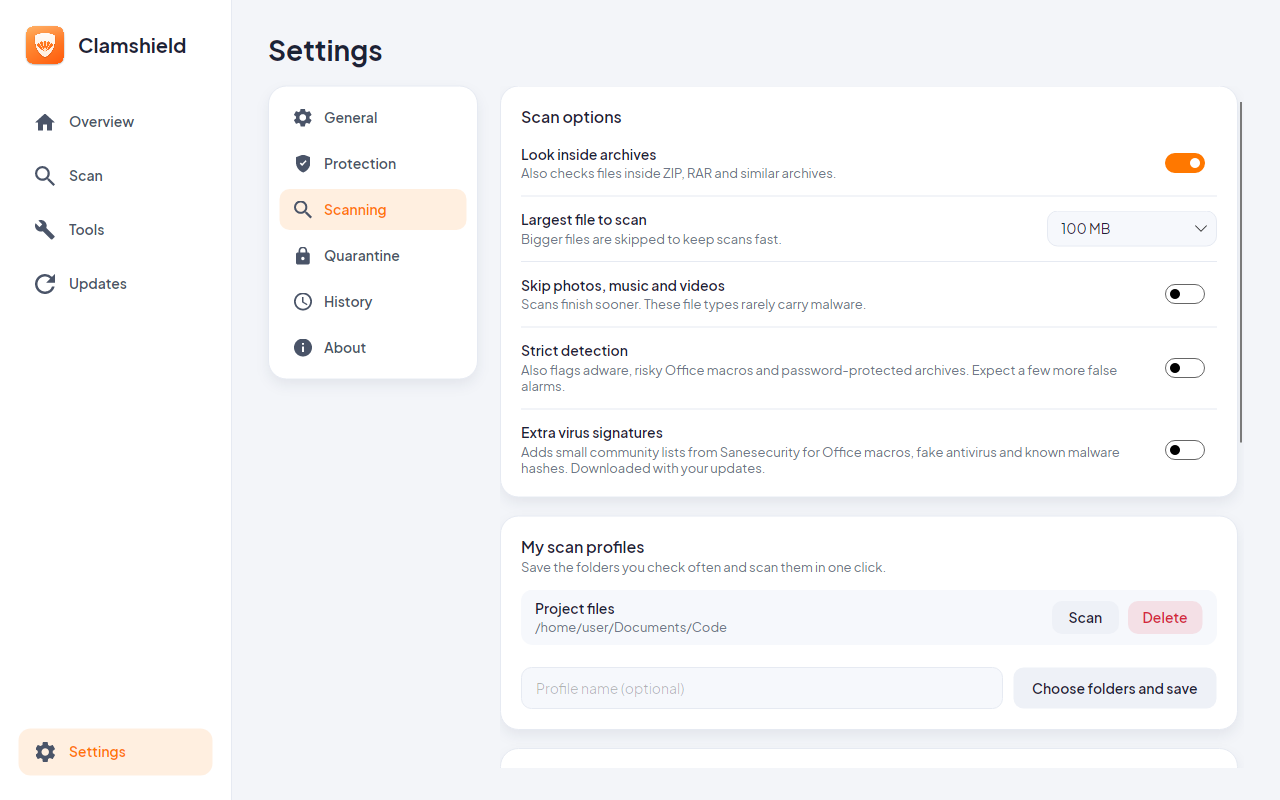 Clamshield
Overview
Scan
Tools
Updates
Settings
Settings
General
Protection
Scanning
Quarantine
History
About
Scan options
Look inside archives
Also checks files inside ZIP, RAR and similar archives.
Largest file to scan
Bigger files are skipped to keep scans fast.
100 MB
Skip photos, music and videos
Scans finish sooner. These file types rarely carry malware.
Strict detection
Also flags adware, risky Office macros and password-protected archives. Expect a few more false
alarms.
Extra virus signatures
Adds small community lists from Sanesecurity for Office macros, fake antivirus and known malware
hashes. Downloaded with your updates.
My scan profiles
Save the folders you check often and scan them in one click.
Project files
/home/user/Documents/Code
Scan
Delete
Profile name (optional)
Choose folders and save